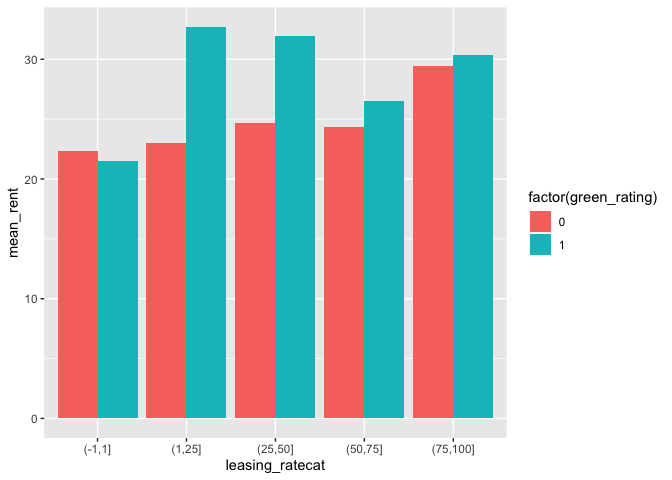 30
20
10
0
mean_rent
(-1,1] (1,25] (25,50] (50,75] (75,100]
leasing_ratecat
factor(green_rating)
0
1